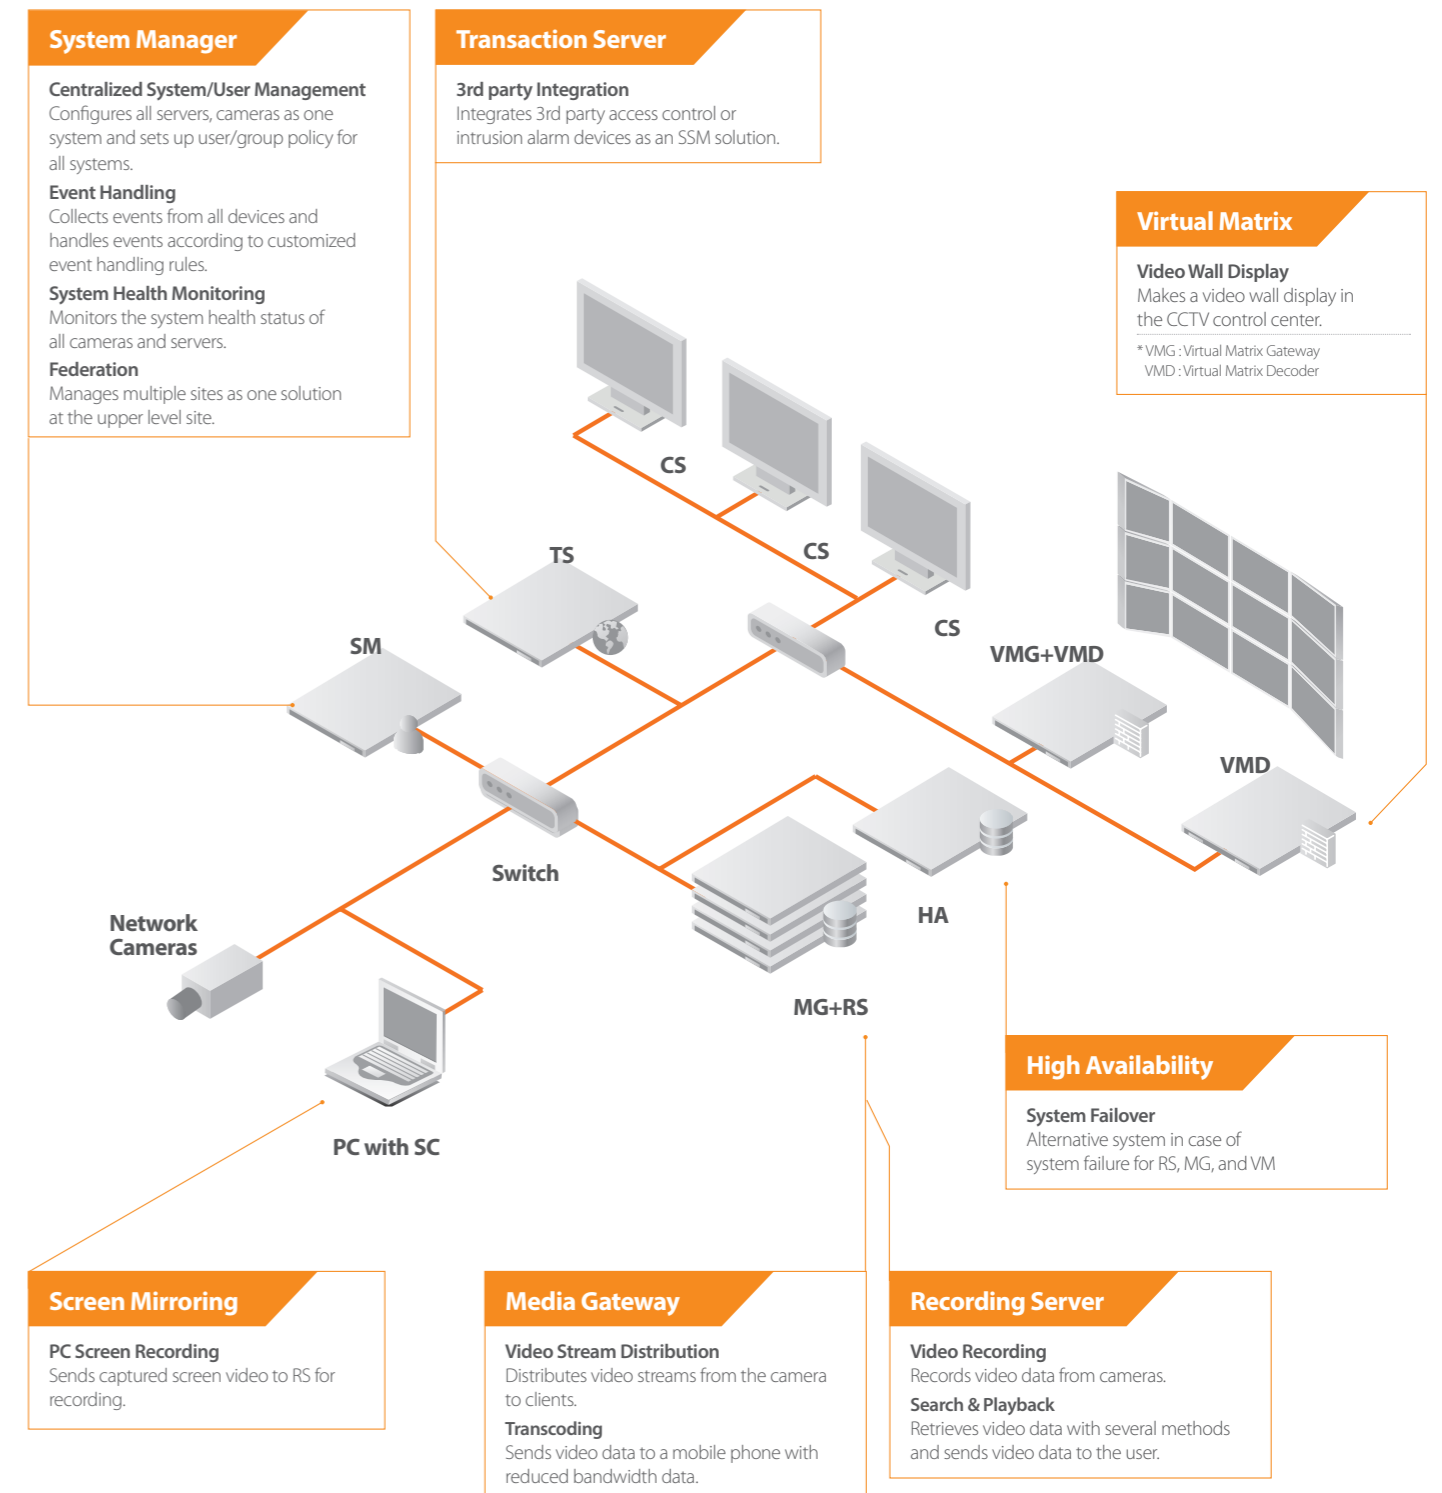 System Manager
Centralized System/User Management
Configures all servers, cameras as one
system and sets up user/group policy for
all systems.
Event Handling
Collects events from all devices and
handles events according to customized
event handling rules.
System Health Monitoring
Monitors the system health status of
all cameras and servers.
Federation
Manages multiple sites as one solution
at the upper level site.
Transaction Server
3rd party Integration
Integrates 3rd party access control or
intrusion alarm devices as an SSM solution.
Virtual Matrix
Video Wall Display
Makes a video wall display in
the CCTV control center.
* VMG : Virtual Matrix Gateway
VMD : Virtual Matrix Decoder
CS
CS
CS
TS
SM
VMG+VMD
VMD
Switch
HA
Network
Cameras
MG+RS
PC with SC
High Availability
System Failover
Alternative system in case of
system failure for RS, MG, and VM
Screen Mirroring
PC Screen Recording
Sends captured screen video to RS for
recording.
Media Gateway
Video Stream Distribution
Distributes video streams from the camera
to clients.
Transcoding
Sends video data to a mobile phone with
reduced bandwidth data.
Recording Server
Video Recording
Records video data from cameras.
Search & Playback
Retrieves video data with several methods
and sends video data to the user.